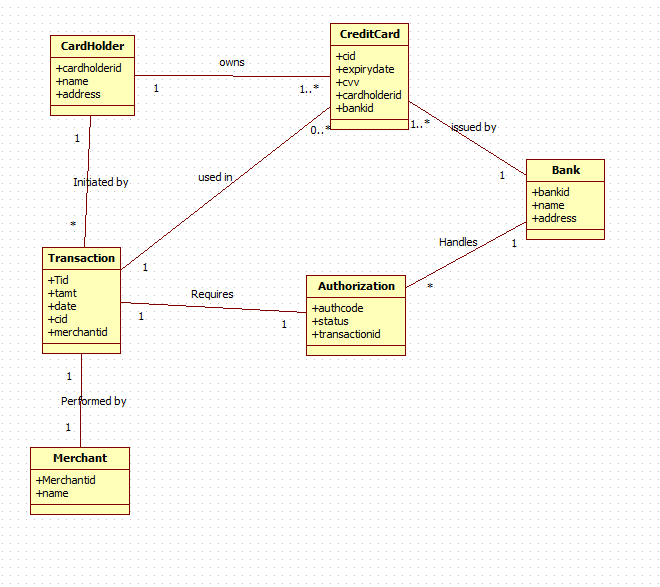 CardHolder
+cardholderid
+name
+address
owns
1
1..*
CreditCard
+cid
+expirydate
+cvv
+cardholderid
+bankid
0..*
1..*
issued by
1
Bank
+bankid
+name
+address
1
Initiated by
*
used in
1
Handles
1
*
Transaction
+Tid
+tamt
+date
+cid
+merchantid
Requires
1
1
Authorization
+authcode
+status
+transactionid
1
Performed by
1
Merchant
+Merchantid
+name